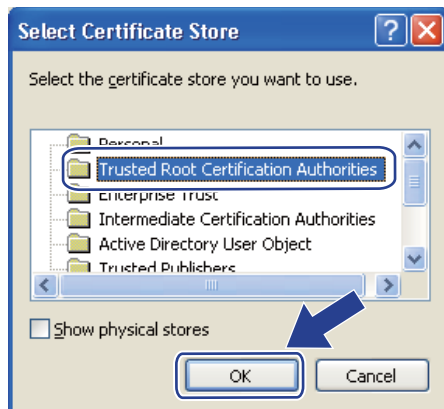 Select Certificate Store
Select the certificate store you want to use.
Personal
Trusted Root Certification Authorities
Enterprise Trust
Intermediate Certification Authorities
Active Directory User Object
Trusted Publishers
Show physical stores
OK
Cancel